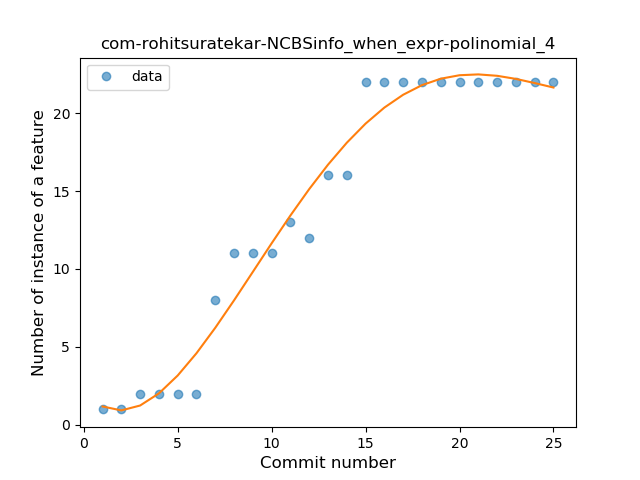 com-rohitsuratekar-NCBSinfo_when_expr-polinomial_4
data
Number of instance of a feature
20
15
10
5
0
0 5 10 15 20 25
Commit number